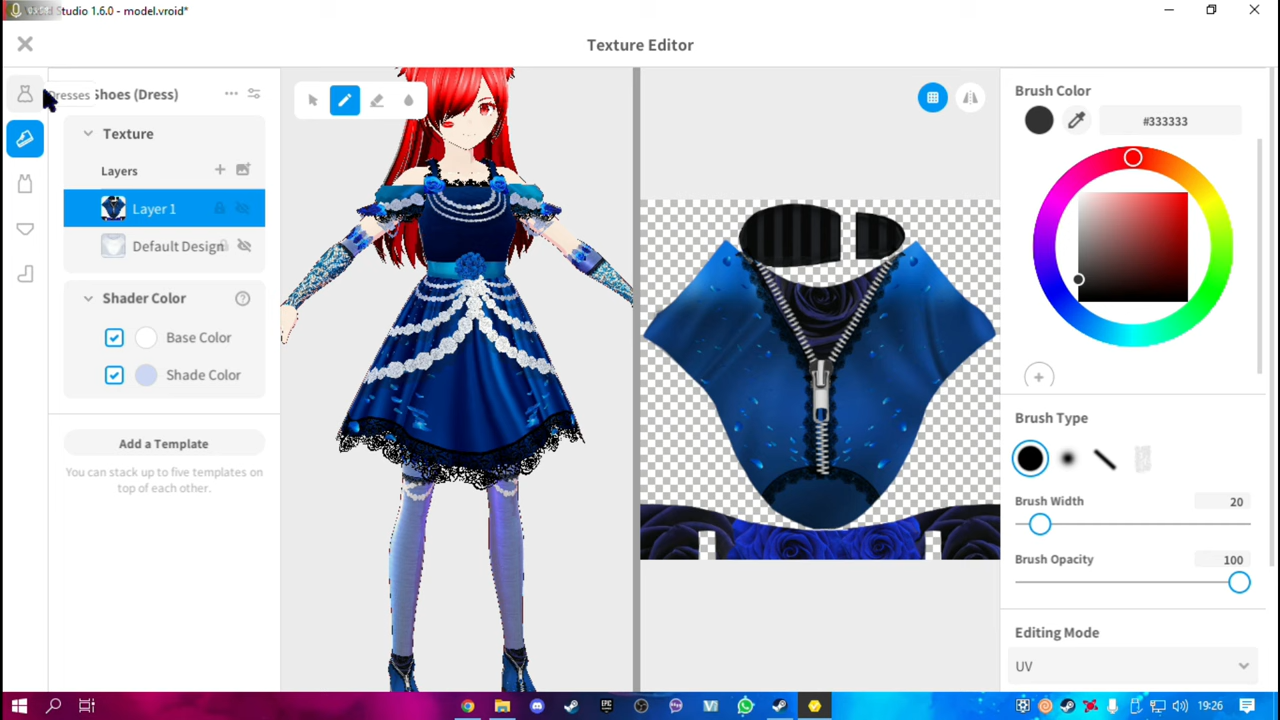 Studio 1.6.0 - model.vroid*
Texture Editor
Dresses
Shoes (Dress)
Texture
Layers
Layer 1
Default Design
Shader Color
Base Color
Shade Color
Add a Template
You can stack up to five templates on
top of each other.
Brush Color
#333333
Brush Type
Brush Width
20
Brush Opacity
100
Editing Mode
UV
EPIC
19:26